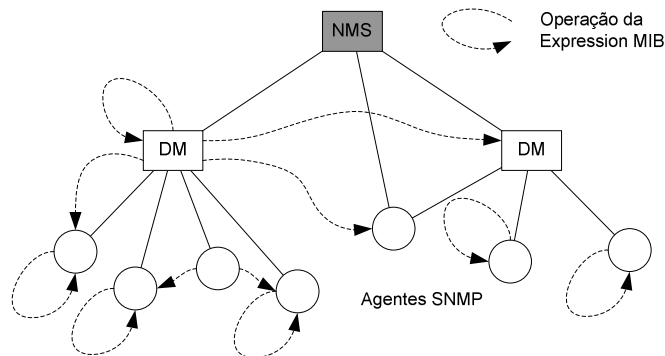 NMS
Operação da
Expression MIB
DM
DM
Agentes SNMP